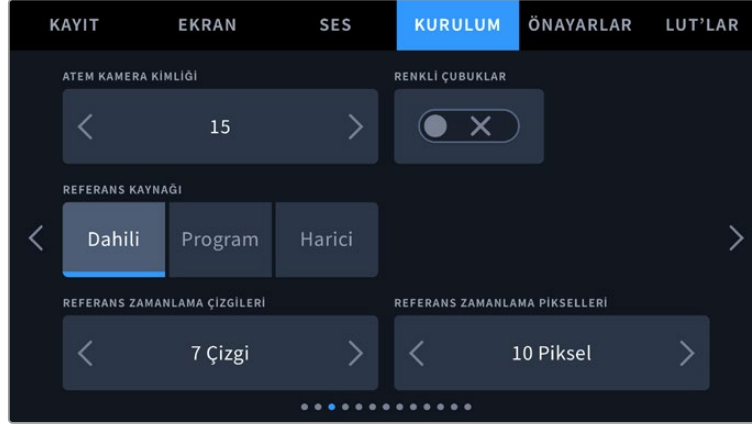 KAYIT EKRAN SES KURULUM ÖNAYARLAR LUT'LAR
ATEM KAMERA KİMLİĞİ RENKLİ ÇUBUKLAR
15
REFERANS KAYNAĞI
Dahili Program Harici
REFERANS ZAMANLAMA ÇİZGİLERİ REFERANS ZAMANLAMA PİKSELLERİ
7 Çizgi 10 Piksel